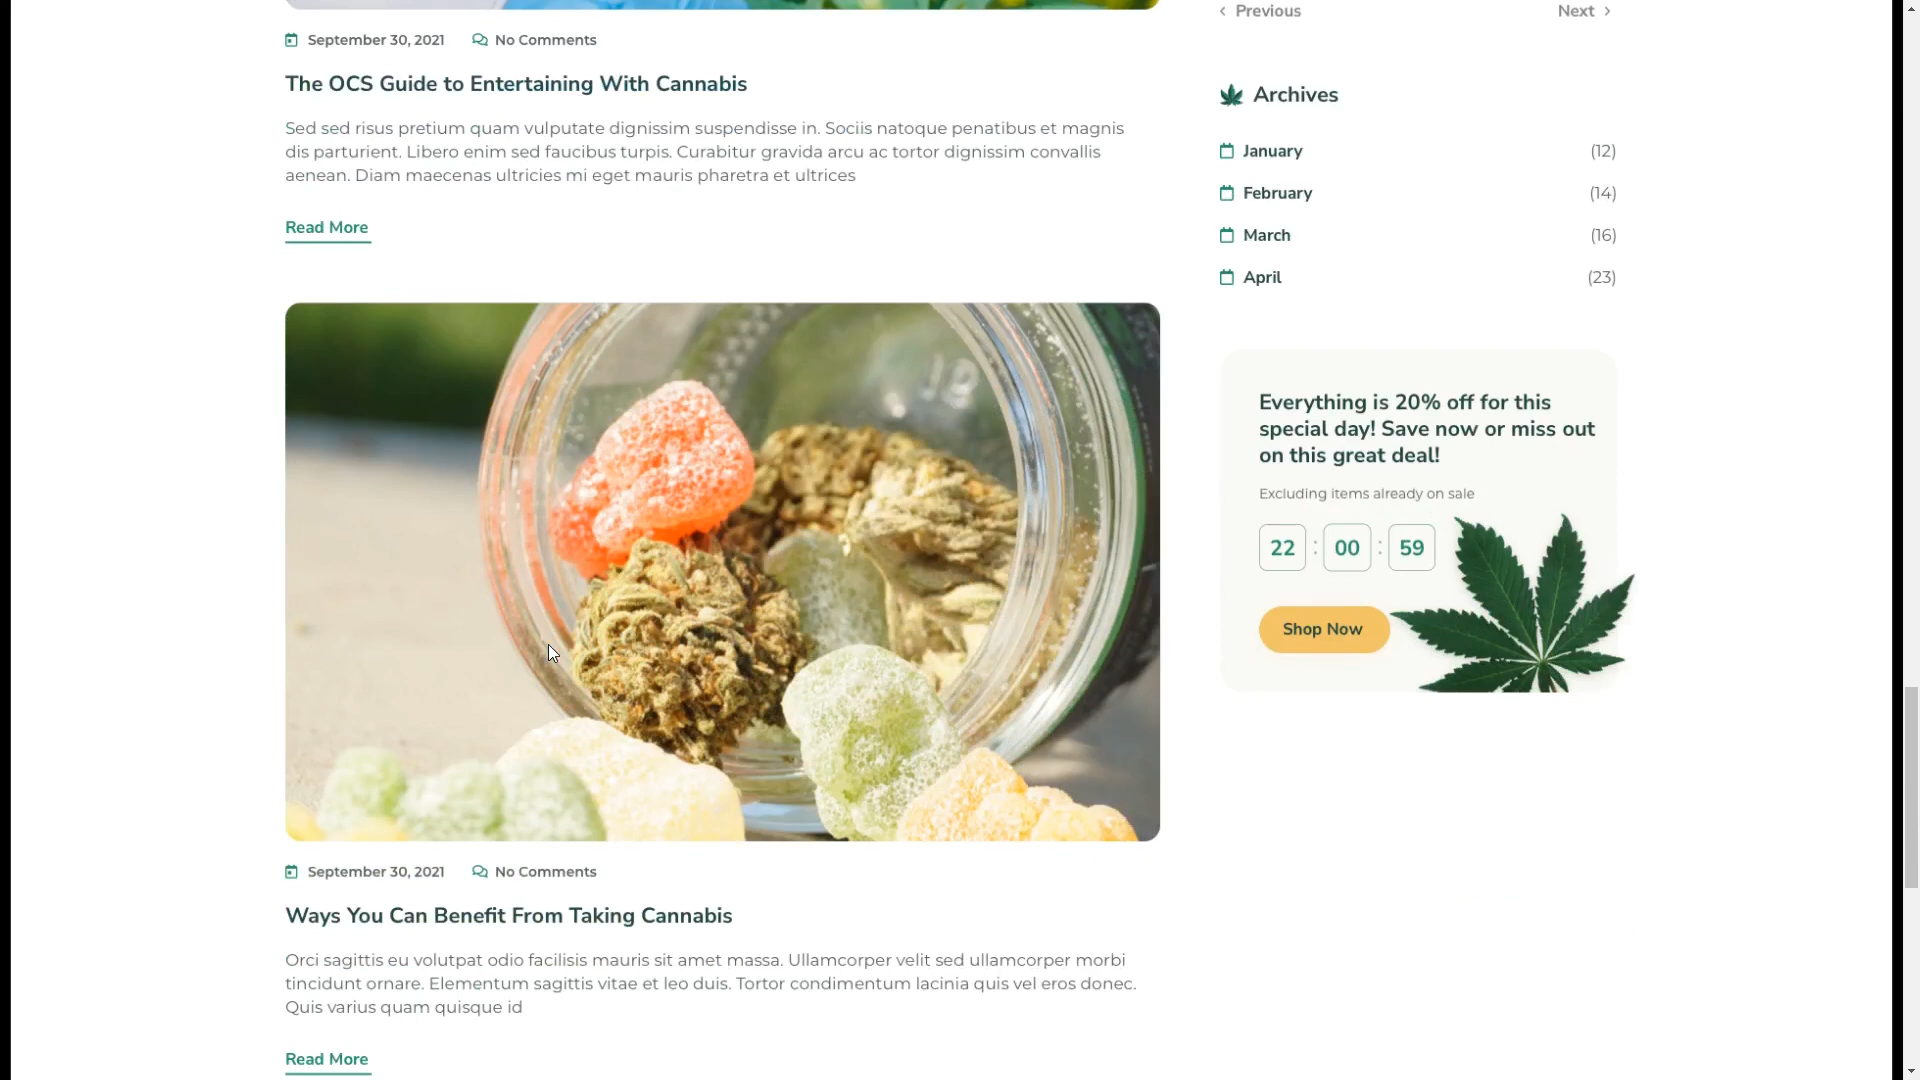 September 30, 2021 No Comments
The OCS Guide to Entertaining With Cannabis
Sed sed risus pretium quam vulputate dignissim suspendisse in. Sociis natoque penatibus et magnis
dis parturient. Libero enim sed faucibus turpis. Curabitur gravida arcu ac tortor dignissim convallis
aenean. Diam maecenas ultricies mi eget mauris pharetra et ultrices
Read More
September 30, 2021 No Comments
Ways You Can Benefit From Taking Cannabis
Orci sagittis eu volutpat odio facilisis mauris sit amet massa. Ullamcorper velit sed ullamcorper morbi
tincidunt ornare. Elementum sagittis vitae et leo duis. Tortor condimentum lacinia quis vel eros donec.
Quis varius quam quisque id
Read More
Previous Next
Archives
January (12)
February (14)
March (16)
April (23)
Everything is 20% off for this
special day! Save now or miss out
on this great deal!
Excluding items already on sale
22 : 00 : 59
Shop Now